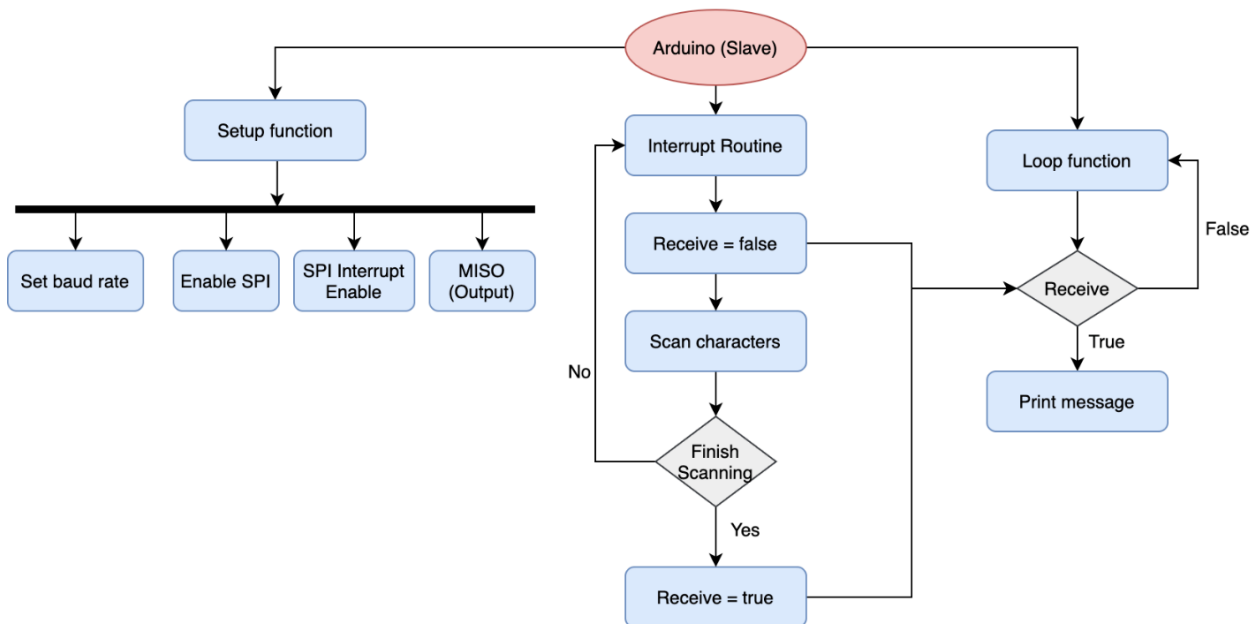 Arduino (Slave)
Setup function
Interrupt Routine
Loop function
Receive = false
False
Set baud rate
Enable SPI
SPI Interrupt
Enable
MISO
(Output)
Receive
Scan characters
True
No
Print message
Finish
Scanning
Yes
Receive = true